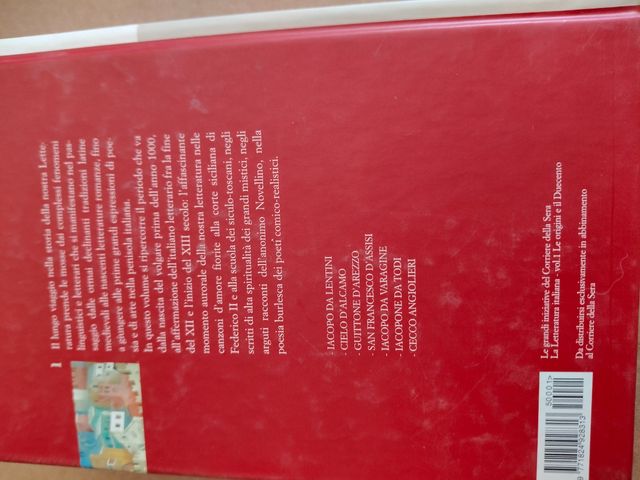 1 Il lungo viaggio nella storia della nostra Lette-
ratura prende le mosse dai complessi fenomeni
linguistici e letterari che si manifestano nel pas-
saggio dalle ormai declinanti tradizioni latine
medievali alle nascenti letterature romanze, fino
a giungere alle prime grandi espressioni di poe-
sia e di arte nella penisola italiana.
In questo volume si ripercorre il periodo che va
dalla nascita del volgare prima dell'anno 1000,
all'affermazione dell'italiano letterario fra la fine
del XII e l'inizio del XIII secolo: l'affascinante
momento aurorale della nostra letteratura nelle
canzoni d'amore fiorite alla corte siciliana di
Federico II e alla scuola dei siculo-toscani, negli
scritti di alta spiritualità dei grandi mistici, negli
arguti racconti dell'anonimo Novellino, nella
poesia burlesca dei poeti comico-realistici.
- IACOPO DA LENTINI
- CIELO D'ALCAMO
- GUITTONE D'AREZZO
- SAN FRANCESCO D'ASSISI
- IACOPO DA VARAGINE
- IACOPONE DA TODI
- CECCO ANGIOLIERI
Le grandi iniziative del Corriere della Sera
La Letteratura italiana - vol.1 Le origini e il Duecento
Da distribuirsi esclusivamente in abbinamento
al Corriere della Sera
50001>
9 771824 928313